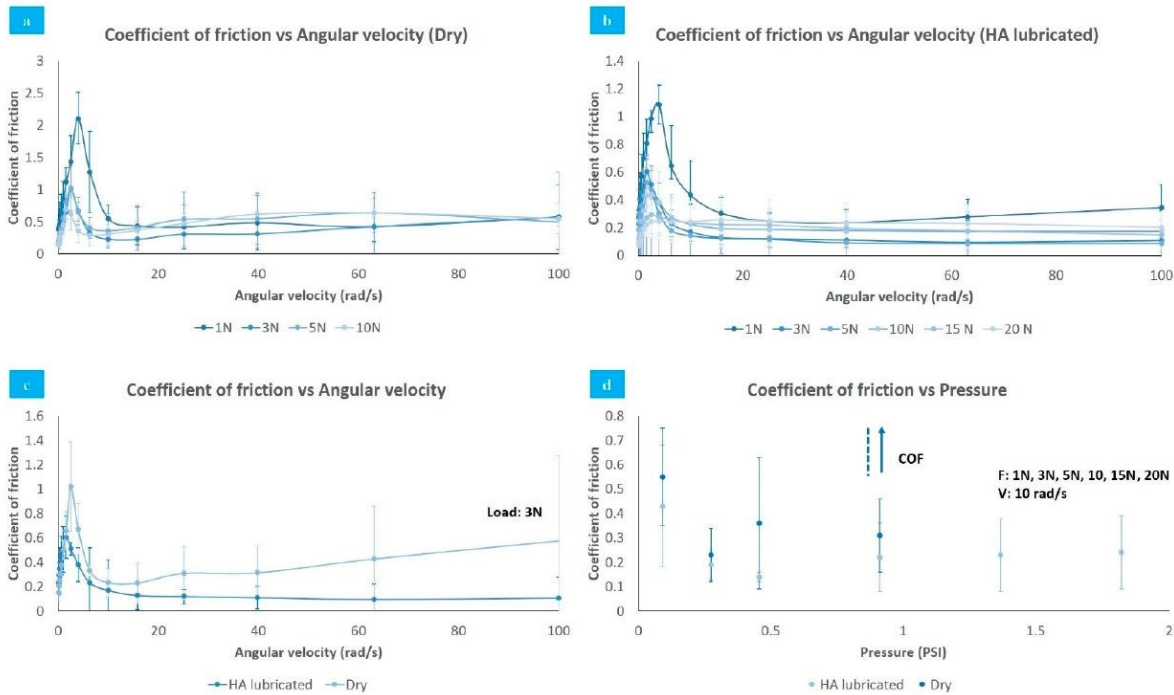 a
Coefficient of friction vs Angular velocity (Dry)
3
2.5
2
1.5
1
0.5
0
Coefficient of friction
0 20 40 60 80 100
Angular velocity (rad/s)
1N 3N 5N 10N
b
Coefficient of friction vs Angular velocity (HA lubricated)
1.4
1.2
1
0.8
0.6
0.4
0.2
0
Coefficient of friction
0 20 40 60 80 100
Angular velocity (rad/s)
1N 3N 5N 10N 15 N 20 N
c
Coefficient of friction vs Angular velocity
1.6
1.4
1.2
1
0.8
0.6
0.4
0.2
0
Coefficient of friction
Load: 3N
0 20 40 60 80 100
Angular velocity (rad/s)
HA lubricated Dry
d
Coefficient of friction vs Pressure
0.8
0.7
0.6
0.5
0.4
0.3
0.2
0.1
0
Coefficient of friction
COF
F: 1N, 3N, 5N, 10, 15N, 20N
V: 10 rad/s
0 0.5 1 1.5 2
Pressure (PSI)
HA lubricated Dry